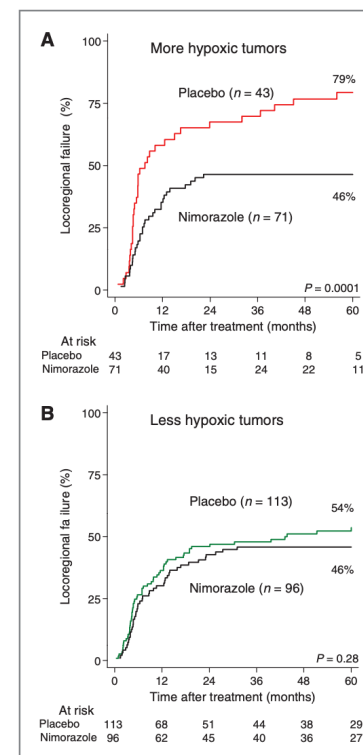 A
More hypoxic tumors
100
75
50
25
0
Locoregional failure (%)
Placebo (n = 43)
79%
46%
Nimorazole (n = 71)
P = 0.0001
0 12 24 36 48 60
Time after treatment (months)
At risk
Placebo 43 17 13 11 8 5
Nimorazole 71 40 15 24 22 11
B
Less hypoxic tumors
100
75
50
25
0
Locoregional fa ilure (%)
Placebo (n = 113)
54%
46%
Nimorazole (n = 96)
P = 0.28
0 12 24 36 48 60
Time after treatment (months)
At risk
Placebo 113 68 51 44 38 29
Nimorazole 96 62 45 40 36 27